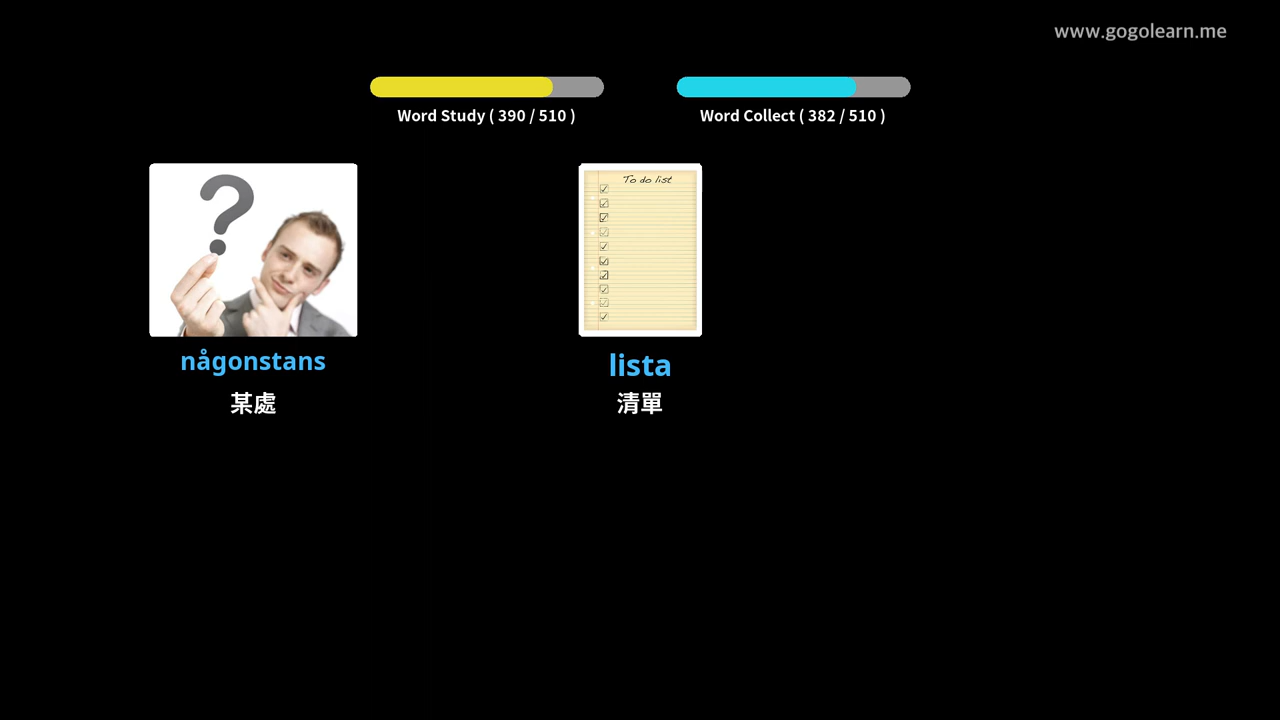 www.gogolearn.me
Word Study ( 390 / 510 )
Word Collect ( 382 / 510 )
?
To do list
någonstans
lista
某處
清單